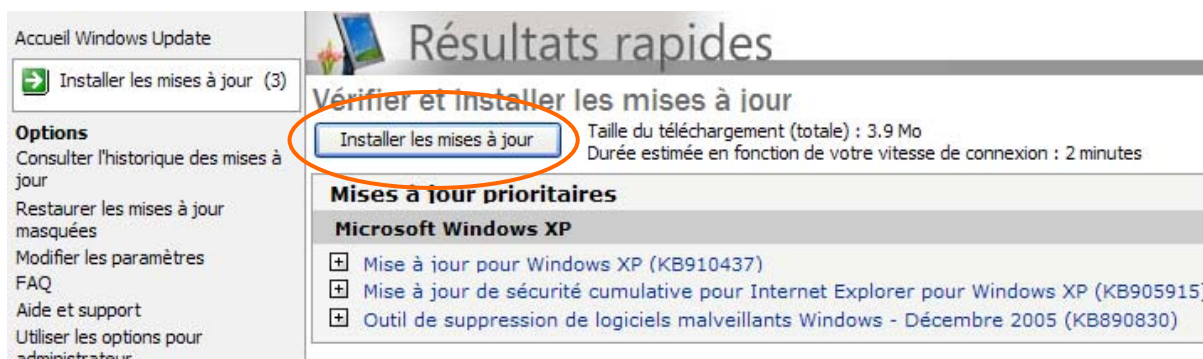 Accueil Windows Update
Installer les mises à jour (3)
Options
Consulter l'historique des mises à
jour
Restaurer les mises à jour
masquées
Modifier les paramètres
FAQ
Aide et support
Utiliser les options pour
administrateur
Résultats rapides
Vérifier et installer les mises à jour
Installer les mises à jour
Taille du téléchargement (totale) : 3.9 Mo
Durée estimée en fonction de votre vitesse de connexion : 2 minutes
Mises à jour prioritaires
Microsoft Windows XP
Mise à jour pour Windows XP (KB910437)
Mise à jour de sécurité cumulative pour Internet Explorer pour Windows XP (KB905915)
Outil de suppression de logiciels malveillants Windows - Décembre 2005 (KB890830)